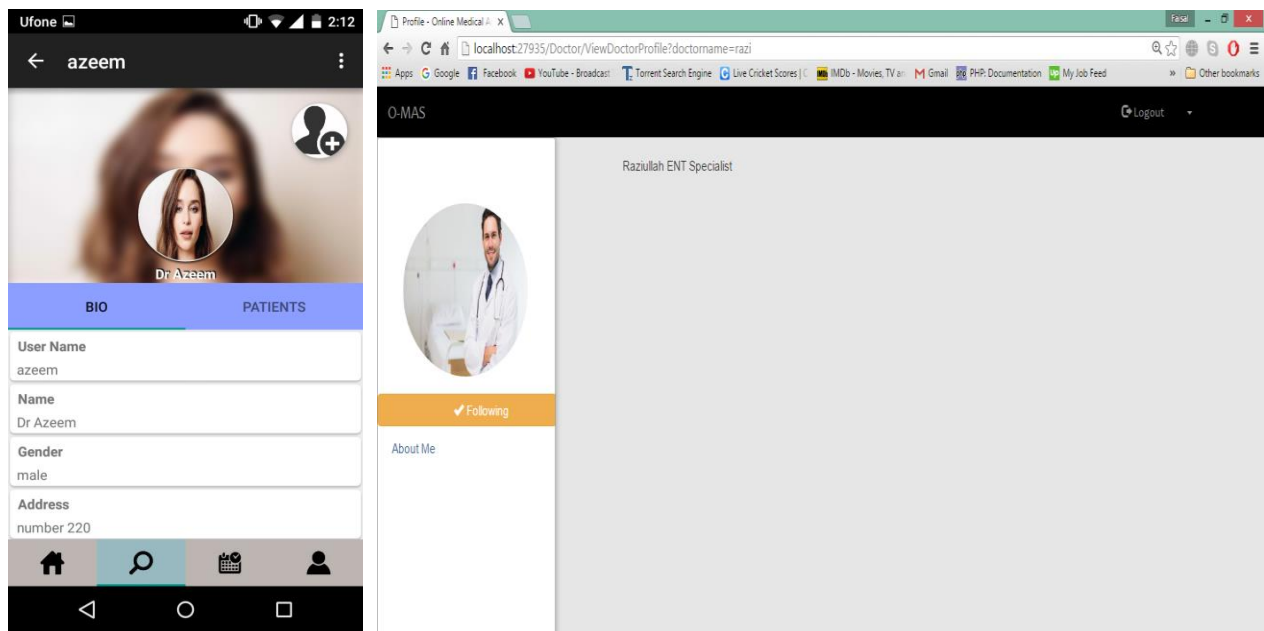 Ufone 2:12
azeem
Dr Azeem
BIO PATIENTS
User Name
azeem
Name
Dr Azeem
Gender
male
Address
number 220
Profile - Online Medical A x
Faisal
localhost:27935/Doctor/ViewDoctorProfile?doctorname=razi
Apps Google Facebook YouTube - Broadcast Torrent Search Engine Live Cricket Scores | C IMDb - Movies, TV an M Gmail PHP: Documentation Up My Job Feed » Other bookmarks
O-MAS Logout
Raziullah ENT Specialist
Following
About Me